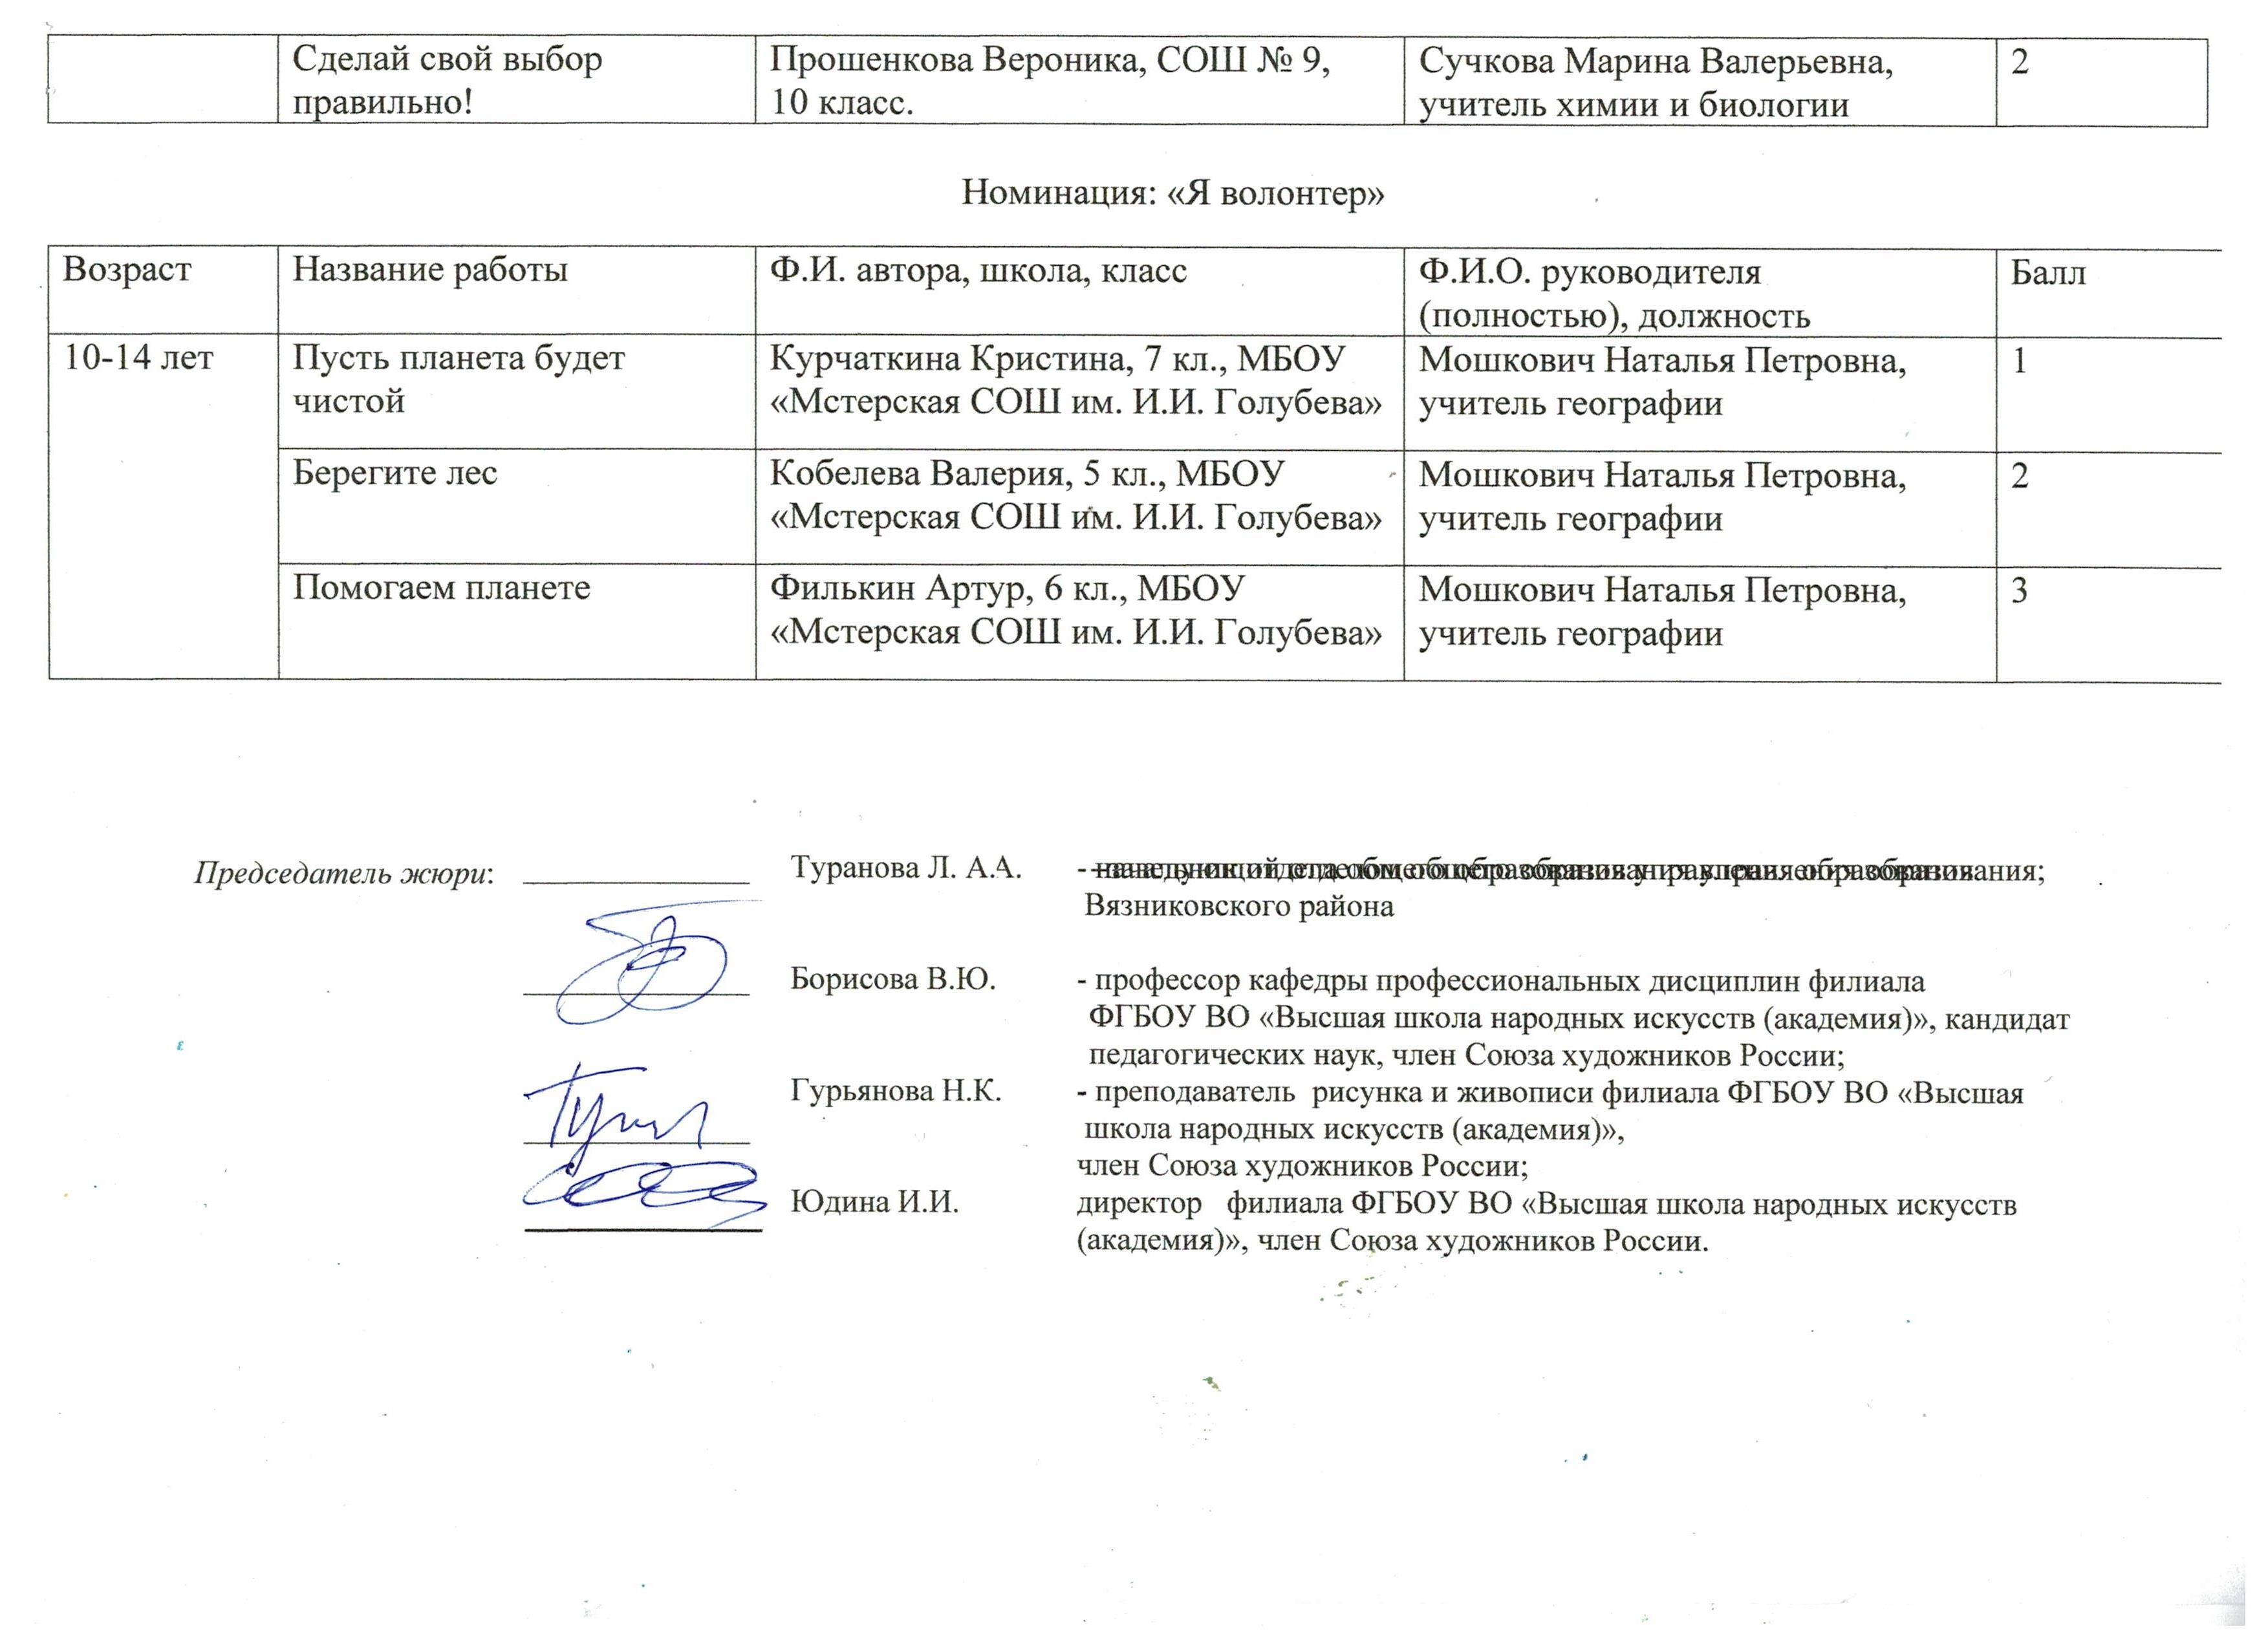 Сделай свой выбор
правильно!
Прошенкова Вероника, СОШ № 9,
10 класс.
Сучкова Марина Валерьевна,
учитель химии и биологии
2
Номинация: «Я волонтер»
Возраст
Название работы
Ф.И. автора, школа, класс
Ф.И.О. руководителя
(полностью), должность
Балл
10-14 лет
Пусть планета будет
чистой
Курчаткина Кристина, 7 кл., МБОУ
«Мстерская СОШ им. И.И. Голубева»
Мошкович Наталья Петровна,
учитель географии
1
Берегите лес
Кобелева Валерия, 5 кл., МБОУ
«Мстерская СОШ им. И.И. Голубева»
Мошкович Наталья Петровна,
учитель географии
2
Помогаем планете
Филькин Артур, 6 кл., МБОУ
«Мстерская СОШ им. И.И. Голубева»
Мошкович Наталья Петровна,
учитель географии
3
Председатель жюри:
Туранова Л. А.А.
Вязниковского района
Борисова В.Ю.
- профессор кафедры профессиональных дисциплин филиала
ФГБОУ ВО «Высшая школа народных искусств (академия)», кандидат
педагогических наук, член Союза художников России;
Гурьянова Н.К.
- преподаватель рисунка и живописи филиала ФГБОУ ВО «Высшая
школа народных искусств (академия)»,
член Союза художников России;
Юдина И.И.
директор филиала ФГБОУ ВО «Высшая школа народных искусств
(академия)», член Союза художников России.